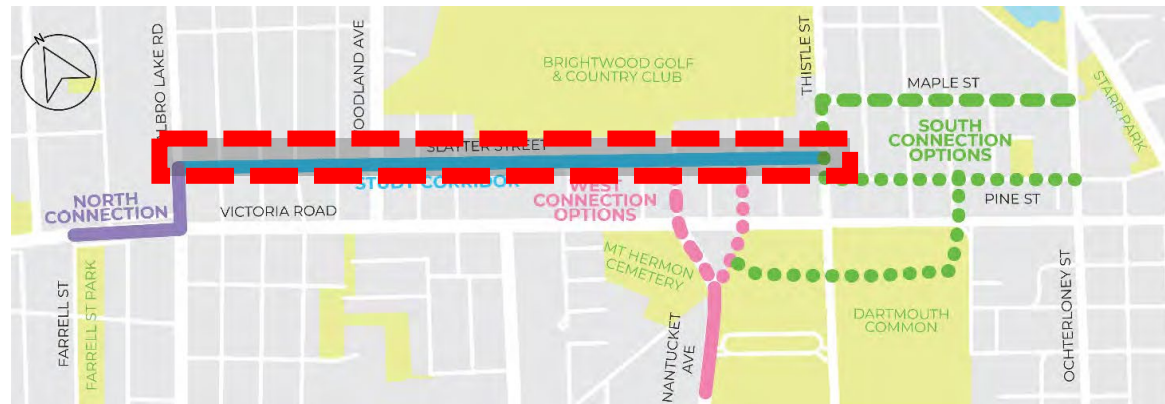 N
LBRO LAKE RD
OODLAND AVE
BRIGHTWOOD GOLF
& COUNTRY CLUB
THISTLE ST
MAPLE ST
STARR PARK
SLAYTER STREET
SOUTH
CONNECTION
OPTIONS
STUDY CORRIDOR
NORTH
CONNECTION
VICTORIA ROAD
WEST
CONNECTION
OPTIONS
PINE ST
MT HERMON
CEMETERY
FARRELL ST
FARRELL ST PARK
NANTUCKET
AVE
DARTMOUTH
COMMON
OCHTERLONEY ST